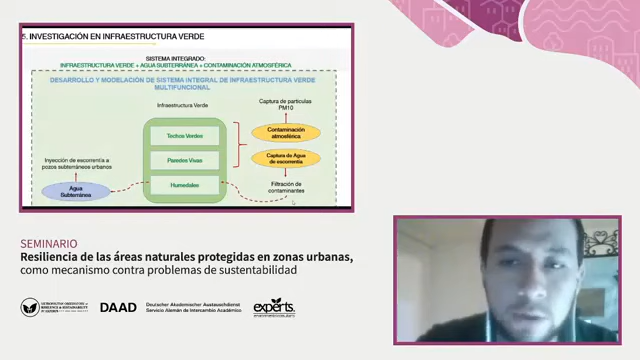 5. INVESTIGACIÓN EN INFRAESTRUCTURA VERDE
SISTEMA INTEGRADO:
INFRAESTRUCTURA VERDE + AGUA SUBTERRÁNEA + CONTAMINACIÓN ATMOSFÉRICA
DESARROLLO Y MODELACIÓN DE SISTEMA INTEGRAL DE INFRAESTRUCTURA VERDE
MULTIFUNCIONAL
Infraestructura Verde
Captura de partículas
PM10
Techos Verdes
Contaminación
atmosférica
Inyección de escorrentía a
pozos subterráneos urbanos
Paredes Vivas
Captura de Agua
de escorrentía
Agua
Subterránea
Humedales
Filtración de
contaminantes
SEMINARIO
Resiliencia de las áreas naturales protegidas en zonas urbanas,
como mecanismo contra problemas de sustentabilidad
DAAD
Deutscher Akademischer Austauschdienst
Servicio Alemán de Intercambio Académico
experts.